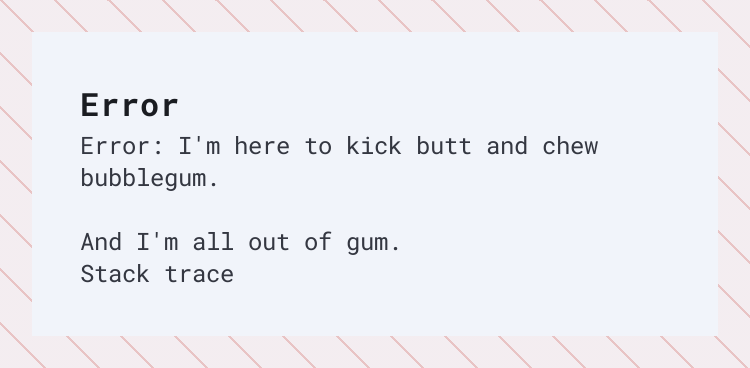 Error
Error: I'm here to kick butt and chew
bubblegum.
And I'm all out of gum.
Stack trace